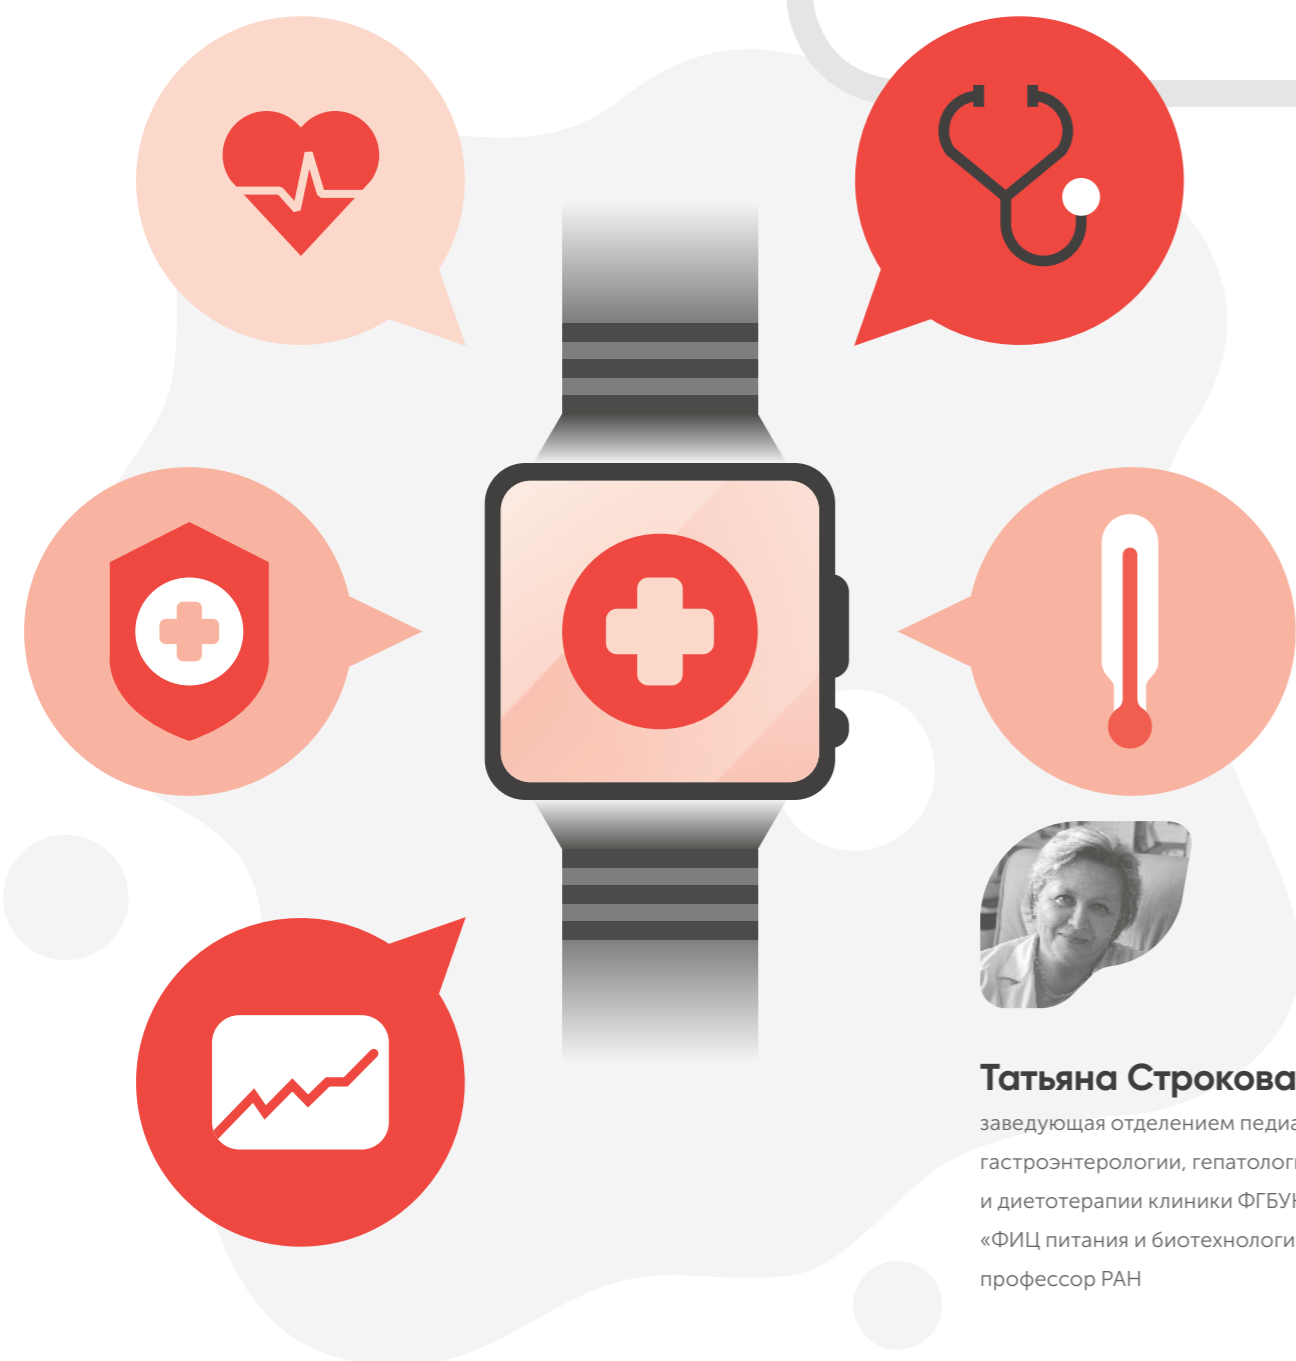 Татьяна Строкова
заведующая отделением
гастроэнтерологии,
и диетотерапии клиники
«ФИЦ питания и
профессор РАН